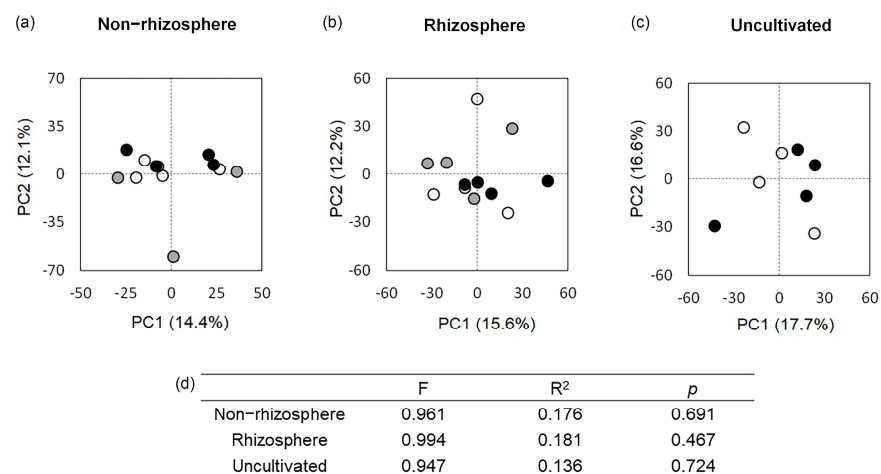 (a) Non−rhizosphere
(b) Rhizosphere
(c) Uncultivated
PC2 (12.1%)
70
35
0
-35
-70
-50 -25 0 25 50
PC1 (14.4%)
PC2 (12.2%)
60
30
0
-30
-60
-60 -30 0 30 60
PC1 (15.6%)
PC2 (16.6%)
60
30
0
-30
-60
-60 -30 0 30 60
PC1 (17.7%)
(d)
F R² p
Non−rhizosphere 0.961 0.176 0.691
Rhizosphere 0.994 0.181 0.467
Uncultivated 0.947 0.136 0.724